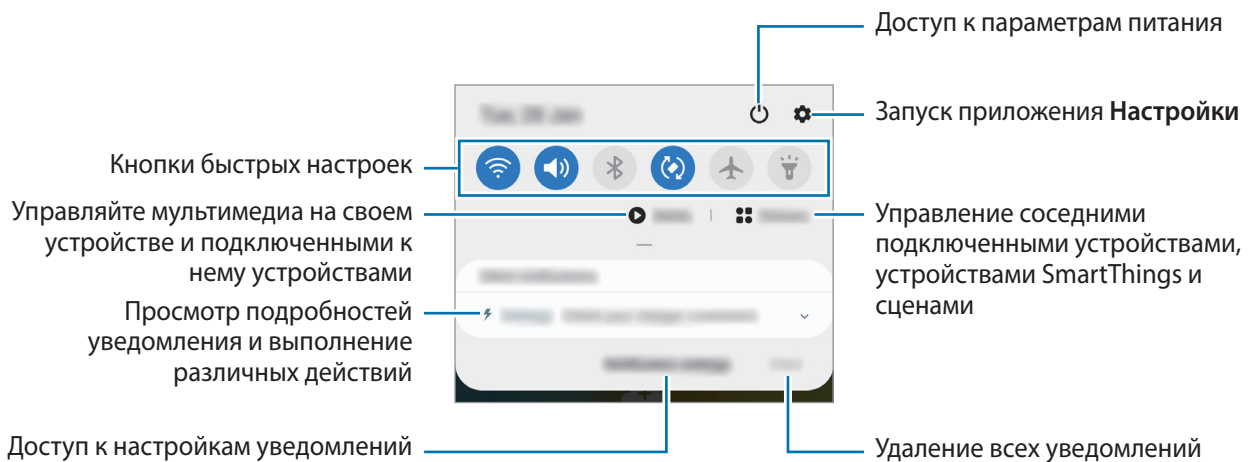 Доступ к параметрам питания
Запуск приложения Настройки
Кнопки быстрых настроек
Управляйте мультимедиа на своем
устройстве и подключенными к
нему устройствами
Управление соседними
подключенными устройствами,
устройствами SmartThings и
сценами
Просмотр подробностей
уведомления и выполнение
различных действий
Доступ к настройкам уведомлений
Удаление всех уведомлений